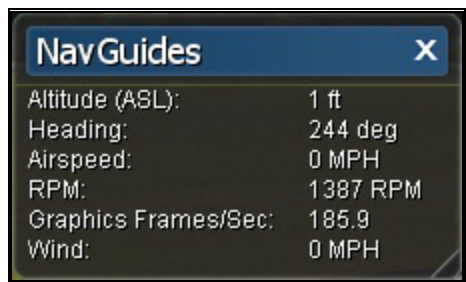 NavGuides X
Altitude (ASL): 1 ft
Heading: 244 deg
Airspeed: 0 MPH
RPM: 1387 RPM
Graphics Frames/Sec: 185.9
Wind: 0 MPH